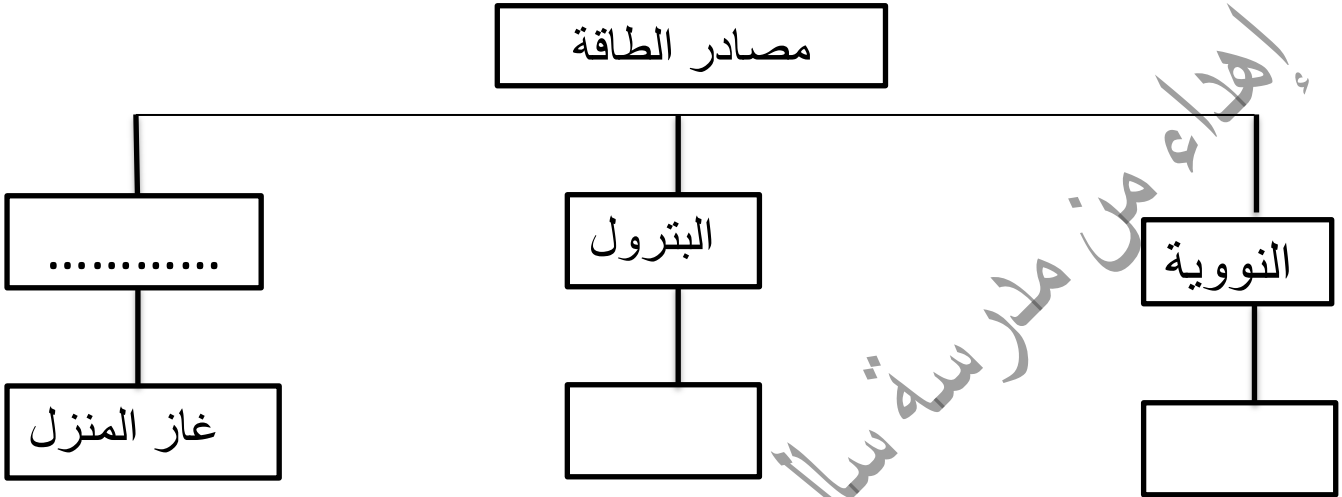 مصادر الطاقة
النووية
البترول
............
غاز المنزل
إهداء من مدرسة